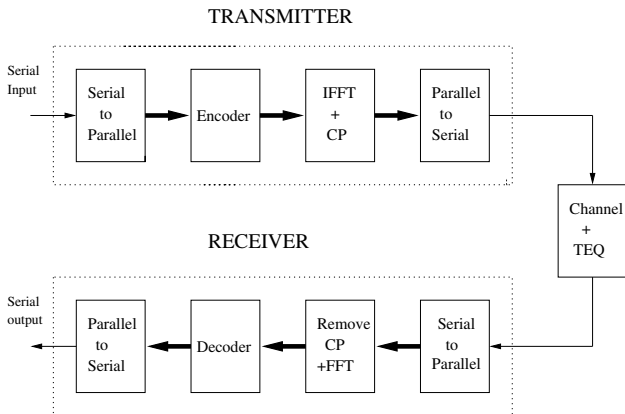 TRANSMITTER
Serial
Input
Serial
to
Parallel
Encoder
IFFT
+
CP
Parallel
to
Serial
Channel
+
TEQ
RECEIVER
Serial
output
Parallel
to
Serial
Decoder
Remove
CP
+FFT
Serial
to
Parallel